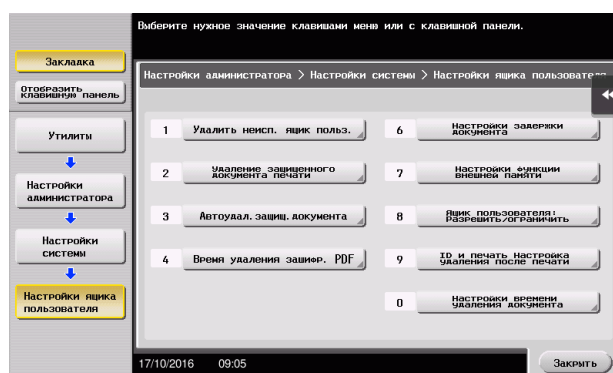 Выберите нужное значение клавишами меню или с клавишной панели.
Закладка
Отобразить
клавишную панель
Утилиты
Настройки
администратора
Настройки
системы
Настройки ящика
пользователя
Настройки администратора > Настройки системы > Настройки ящика пользователя
1 Удалить неисп. ящик польз.
2 Удаление защищенного
документа печати
3 Автоудал.защищ.документа
4 Время удаления зашифр. PDF
6 Настройки задержки
документа
7 Настройки функции
внешней памяти
8 Ящик пользователя:
Разрешить/ограничить
9 ID и печать Настройка
удаления после печати
0 Настройки времени
удаления документа
17/10/2016 09:05
Закрыть